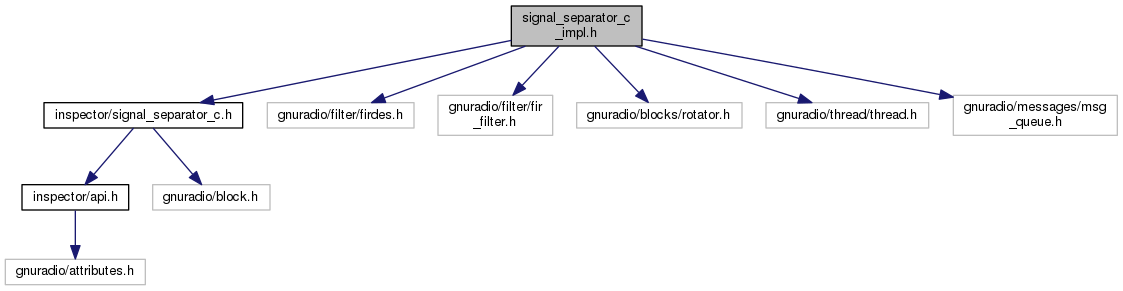 signal_separator_c
_impl.h
inspector/signal_separator_c.h
gnuradio/filter/firdes.h
gnuradio/filter/fir
_filter.h
gnuradio/blocks/rotator.h
gnuradio/thread/thread.h
gnuradio/messages/msg
_queue.h
inspector/api.h
gnuradio/block.h
gnuradio/attributes.h